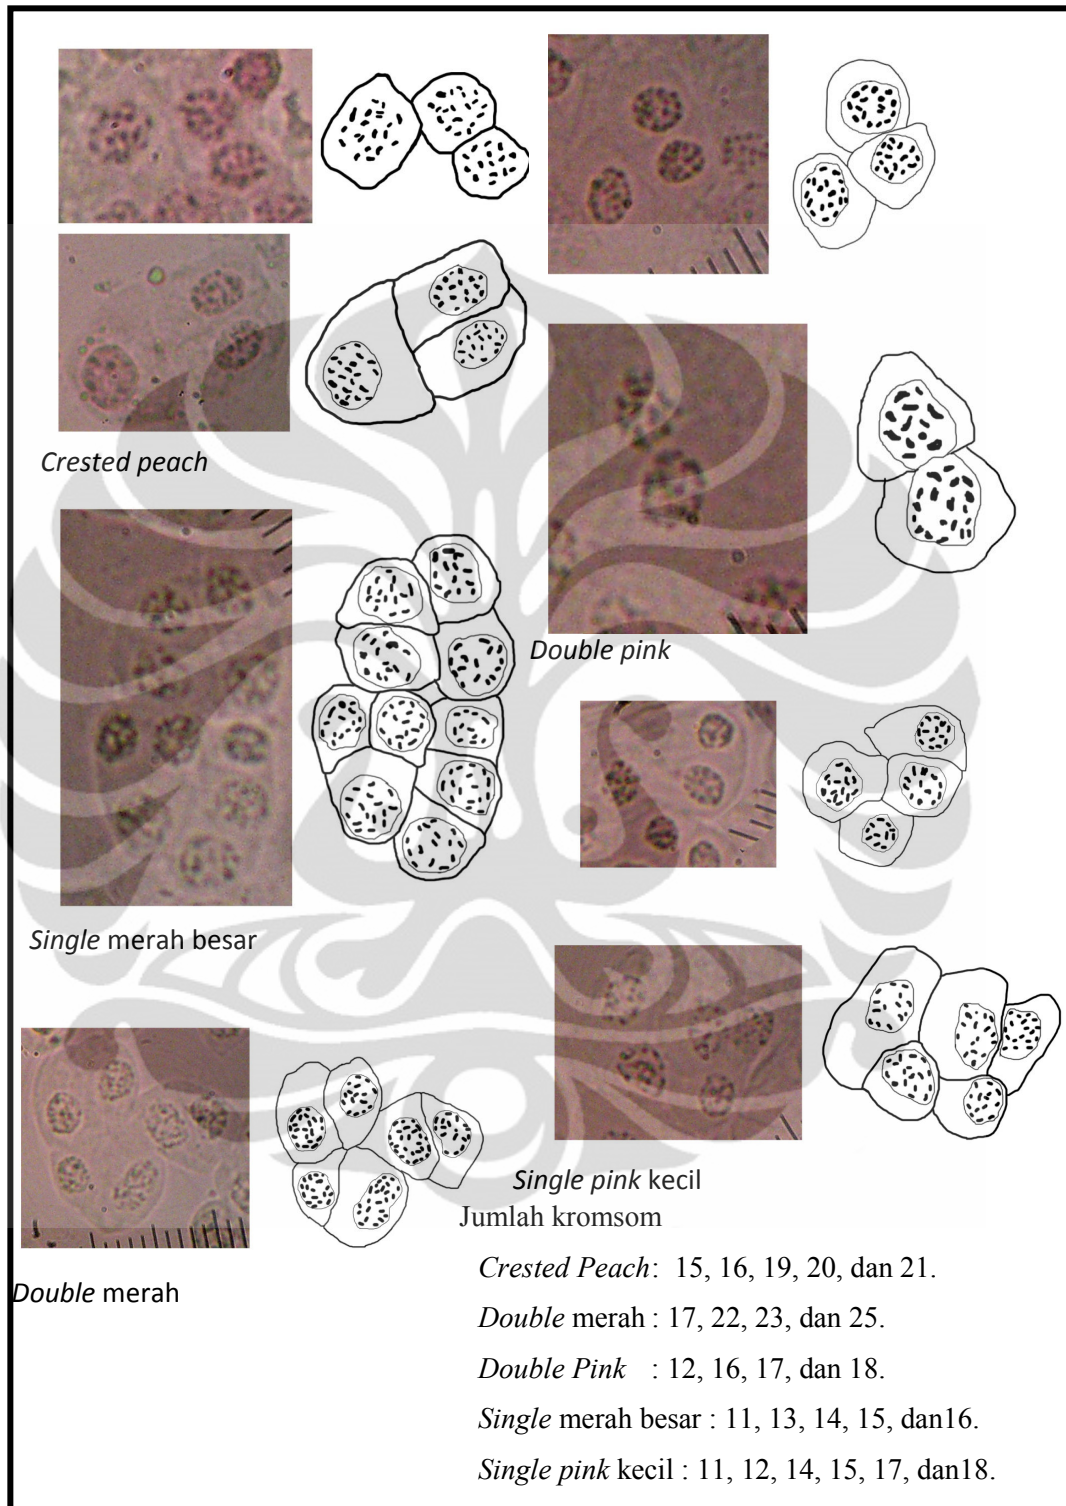 Crested peach
Double pink
Single merah besar
Single pink kecil
Jumlah kromsom
Double merah
Crested Peach: 15, 16, 19, 20, dan 21.
Double merah : 17, 22, 23, dan 25.
Double Pink : 12, 16, 17, dan 18.
Single merah besar : 11, 13, 14, 15, dan16.
Single pink kecil : 11, 12, 14, 15, 17, dan18.